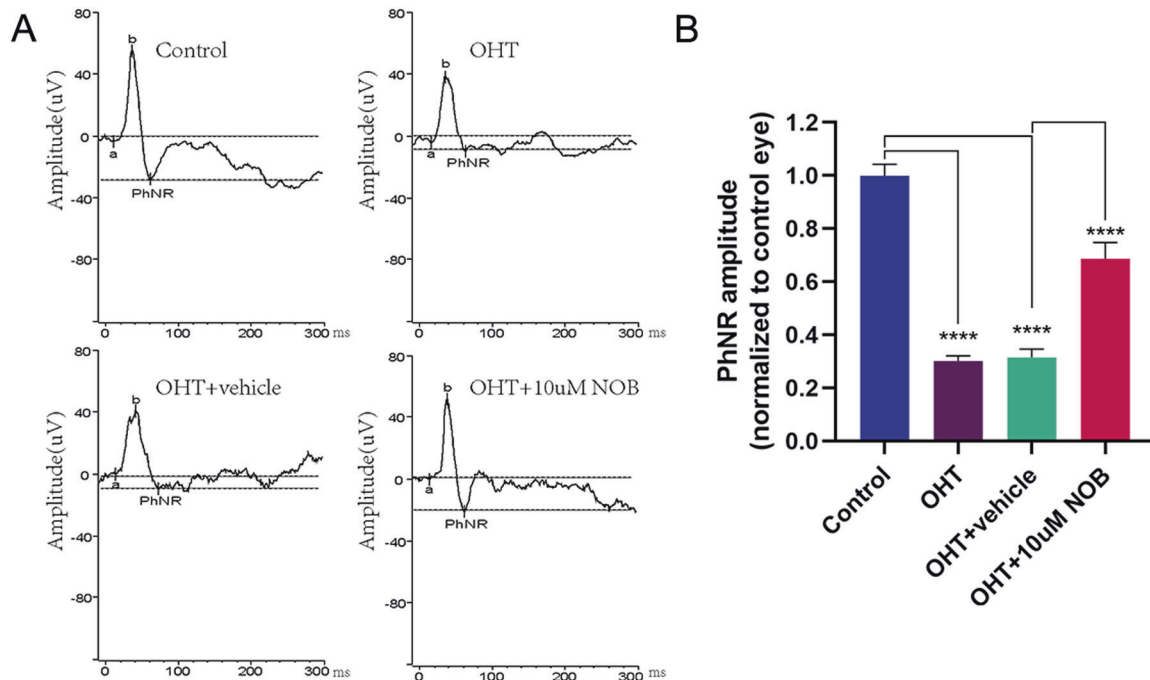 A
Control
Amplitude(uV)
80
40
0
-40
-80
b
a
PhNR
0
100
200
300 ms
OHT
Amplitude(uV)
80
40
0
-40
-80
b
a
PhNR
0
100
200
300 ms
OHT+vehicle
Amplitude(uV)
80
40
0
-40
-80
b
a
PhNR
0
100
200
300 ms
OHT+10uM NOB
Amplitude(uV)
80
40
0
-40
-80
b
a
PhNR
0
100
200
300 ms
B
PhNR amplitude
(normalized to control eye)
1.2
1.0
0.8
0.6
0.4
0.2
0.0
****
****
****
Control
OHT
OHT+vehicle
OHT+10uM NOB